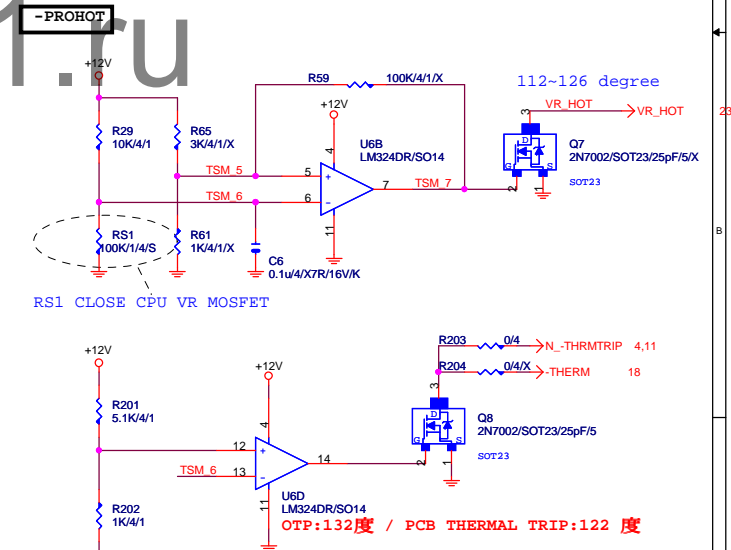 -PROHOT
1.ru
+12V
R59
100K/4/1/X
112~126 degree
+12V
VR_HOT
VR_HOT
23
R29
10K/4/1
R65
3K/4/1/X
U6B
LM324DR/SO14
Q7
2N7002/SOT23/25pF/5/X
SOT23
D
G
S
3
2
1
TSM_5
5
+
4
TSM_6
6
-
11
7
TSM_7
RS1
100K/1/4/S
R61
1K/4/1/X
C6
0.1u/4/X7R/16V/K
B
RS1 CLOSE CPU VR MOSFET
+12V
+12V
R203
0/4
N_-THRMTRIP
4,11
R204
0/4/X
-THERM
18
R201
5.1K/4/1
3
D
G
S
2
1
Q8
2N7002/SOT23/25pF/5
SOT23
4
12
+
TSM_6
13
-
14
11
R202
1K/4/1
U6D
LM324DR/SO14
OTP:132度 / PCB THERMAL TRIP:122 度